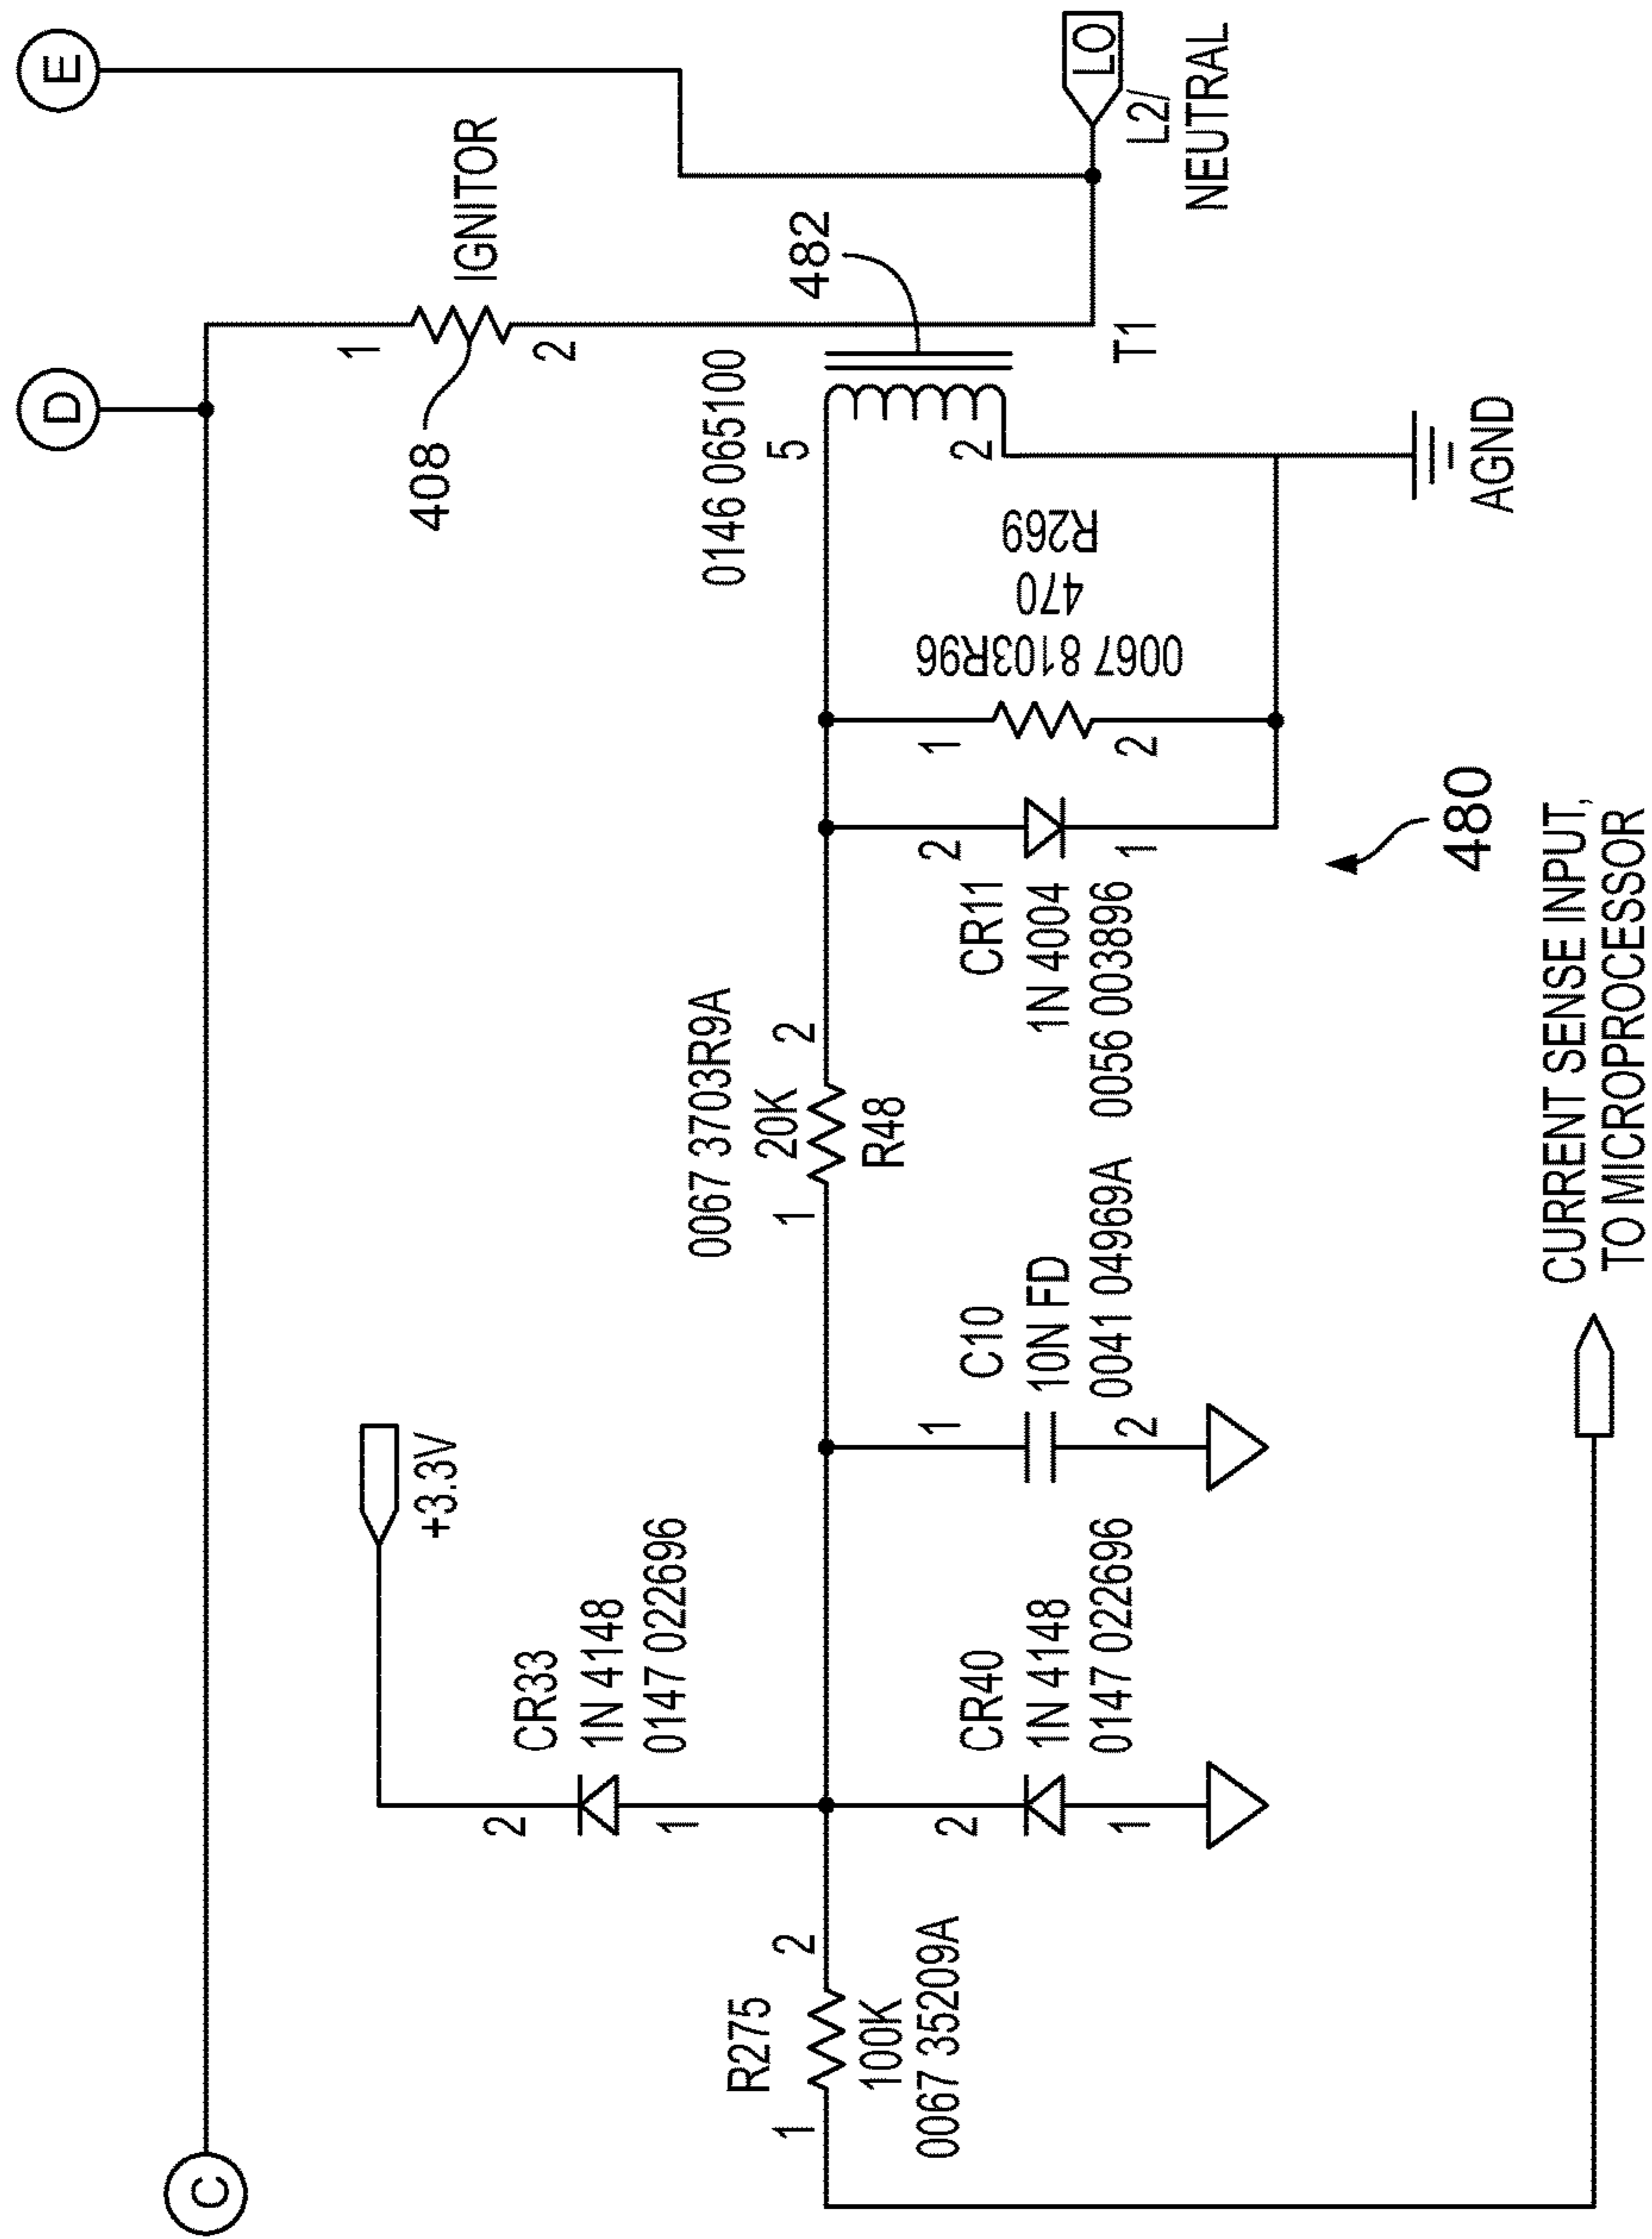 C
D
E
1
IGNITOR
2
408
+3.3V
2
CR33
1N 4148
0147 022696
1
R275
1
2
100K
0067 35209A
2
CR40
1N 4148
0147 022696
1
C10
1
10N FD
2
0041 04969A
0067 3703R9A
20K
1
2
R48
2
CR11
1N 4004
1
0056 003896
1
2
R269
470
0067 8103R96
0146 065100
5
2
482
T1
AGND
LO
L2/
NEUTRAL
480
CURRENT SENSE INPUT,
TO MICROPROCESSOR